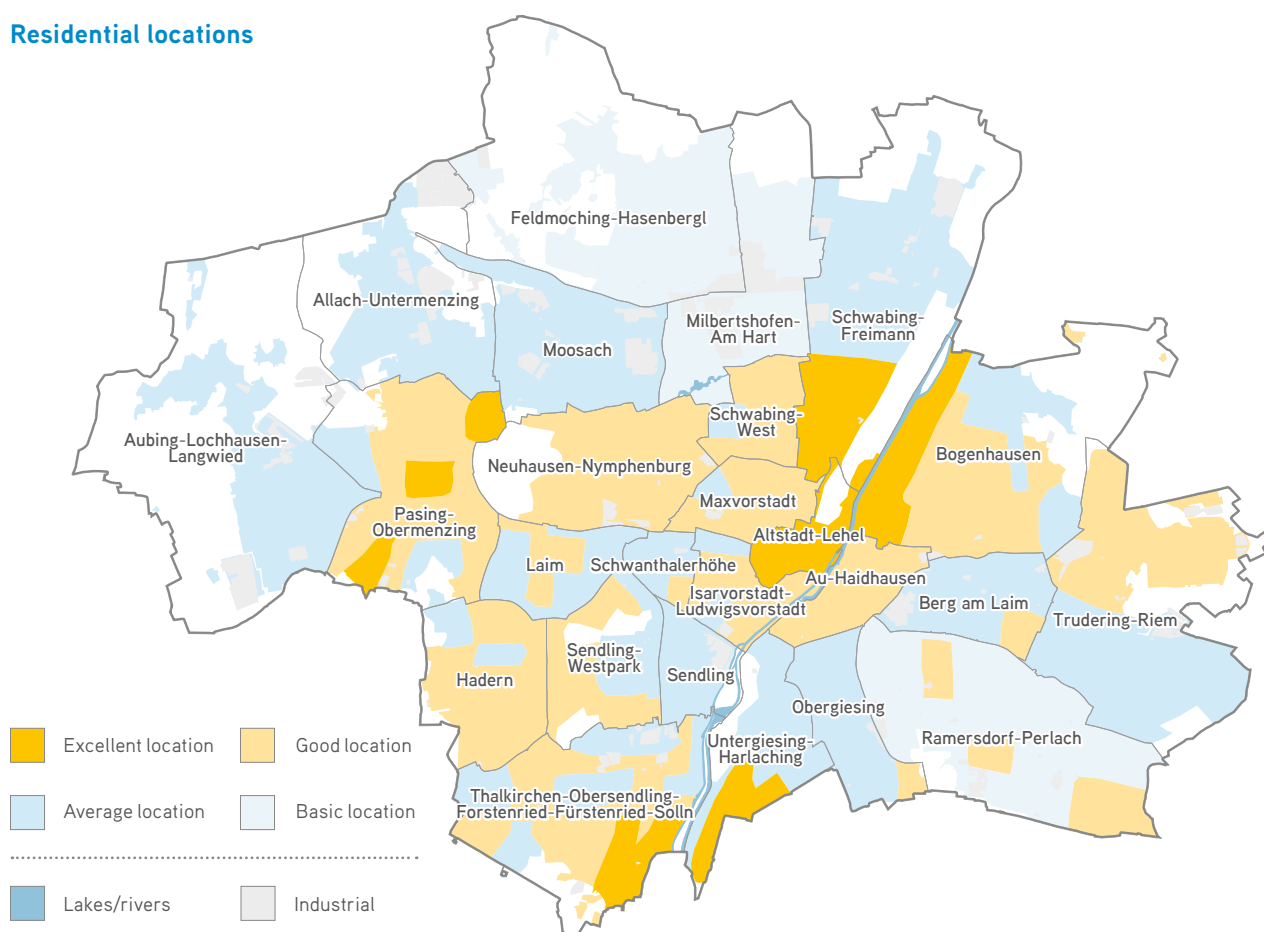 Residential locations
Feldmoching-Hasenbergl
Allach-Untermenzing
Milbertshofen-
Am Hart
Schwabing-
Freimann
Moosach
Schwabing-
West
Aubing-Lochhausen-
Langwied
Neuhausen-Nymphenburg
Bogenhausen
Maxvorstadt
Pasing-
Obermenzing
Altstadt-Lehel
Laim
Schwanthalerhöhe
Au-Haidhausen
Isarvorstadt-
Ludwigsvorstadt
Berg am Laim
Trudering-Riem
Sendling-
Westpark
Hadern
Sendling
Obergiesing
Untergiesing-
Harlaching
Ramersdorf-Perlach
Thalkirchen-Obersendling-
Forstenried-Fürstenried-Solln
Excellent location
Good location
Average location
Basic location
Lakes/rivers
Industrial